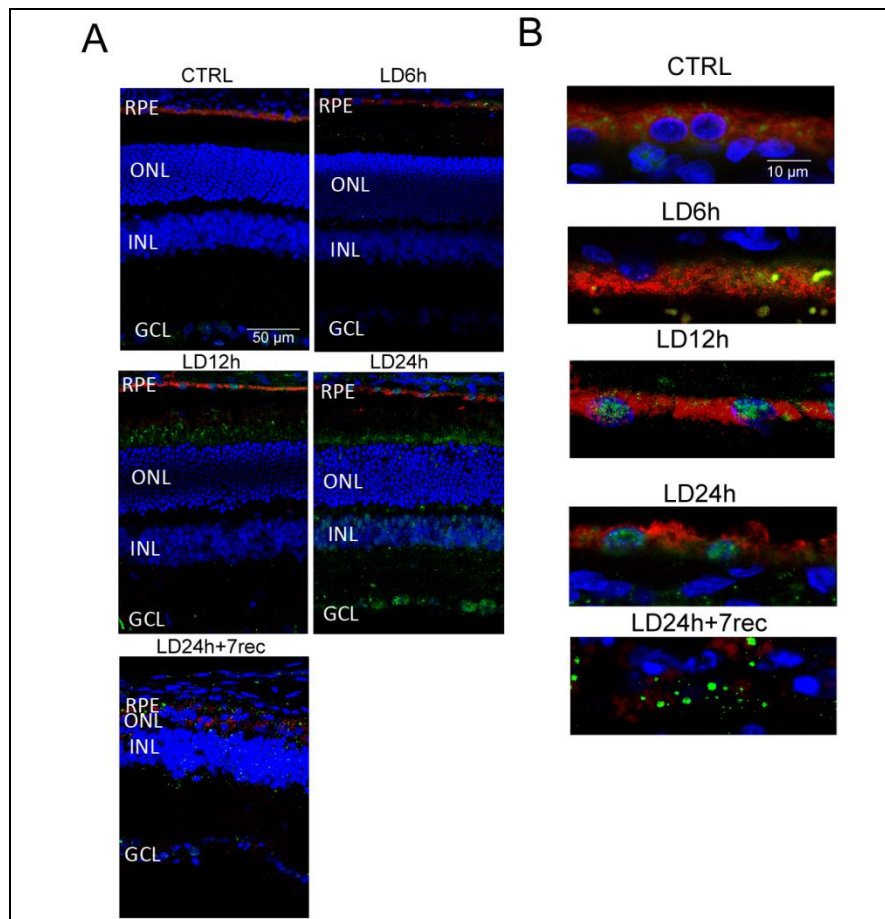 A
B
CTRL
LD6h
RPE
ONL
INL
GCL
50 µm
RPE
ONL
INL
GCL
LD12h
LD24h
RPE
ONL
INL
GCL
RPE
ONL
INL
GCL
LD24h+7rec
RPE
ONL
INL
GCL
CTRL
10 µm
LD6h
LD12h
LD24h
LD24h+7rec